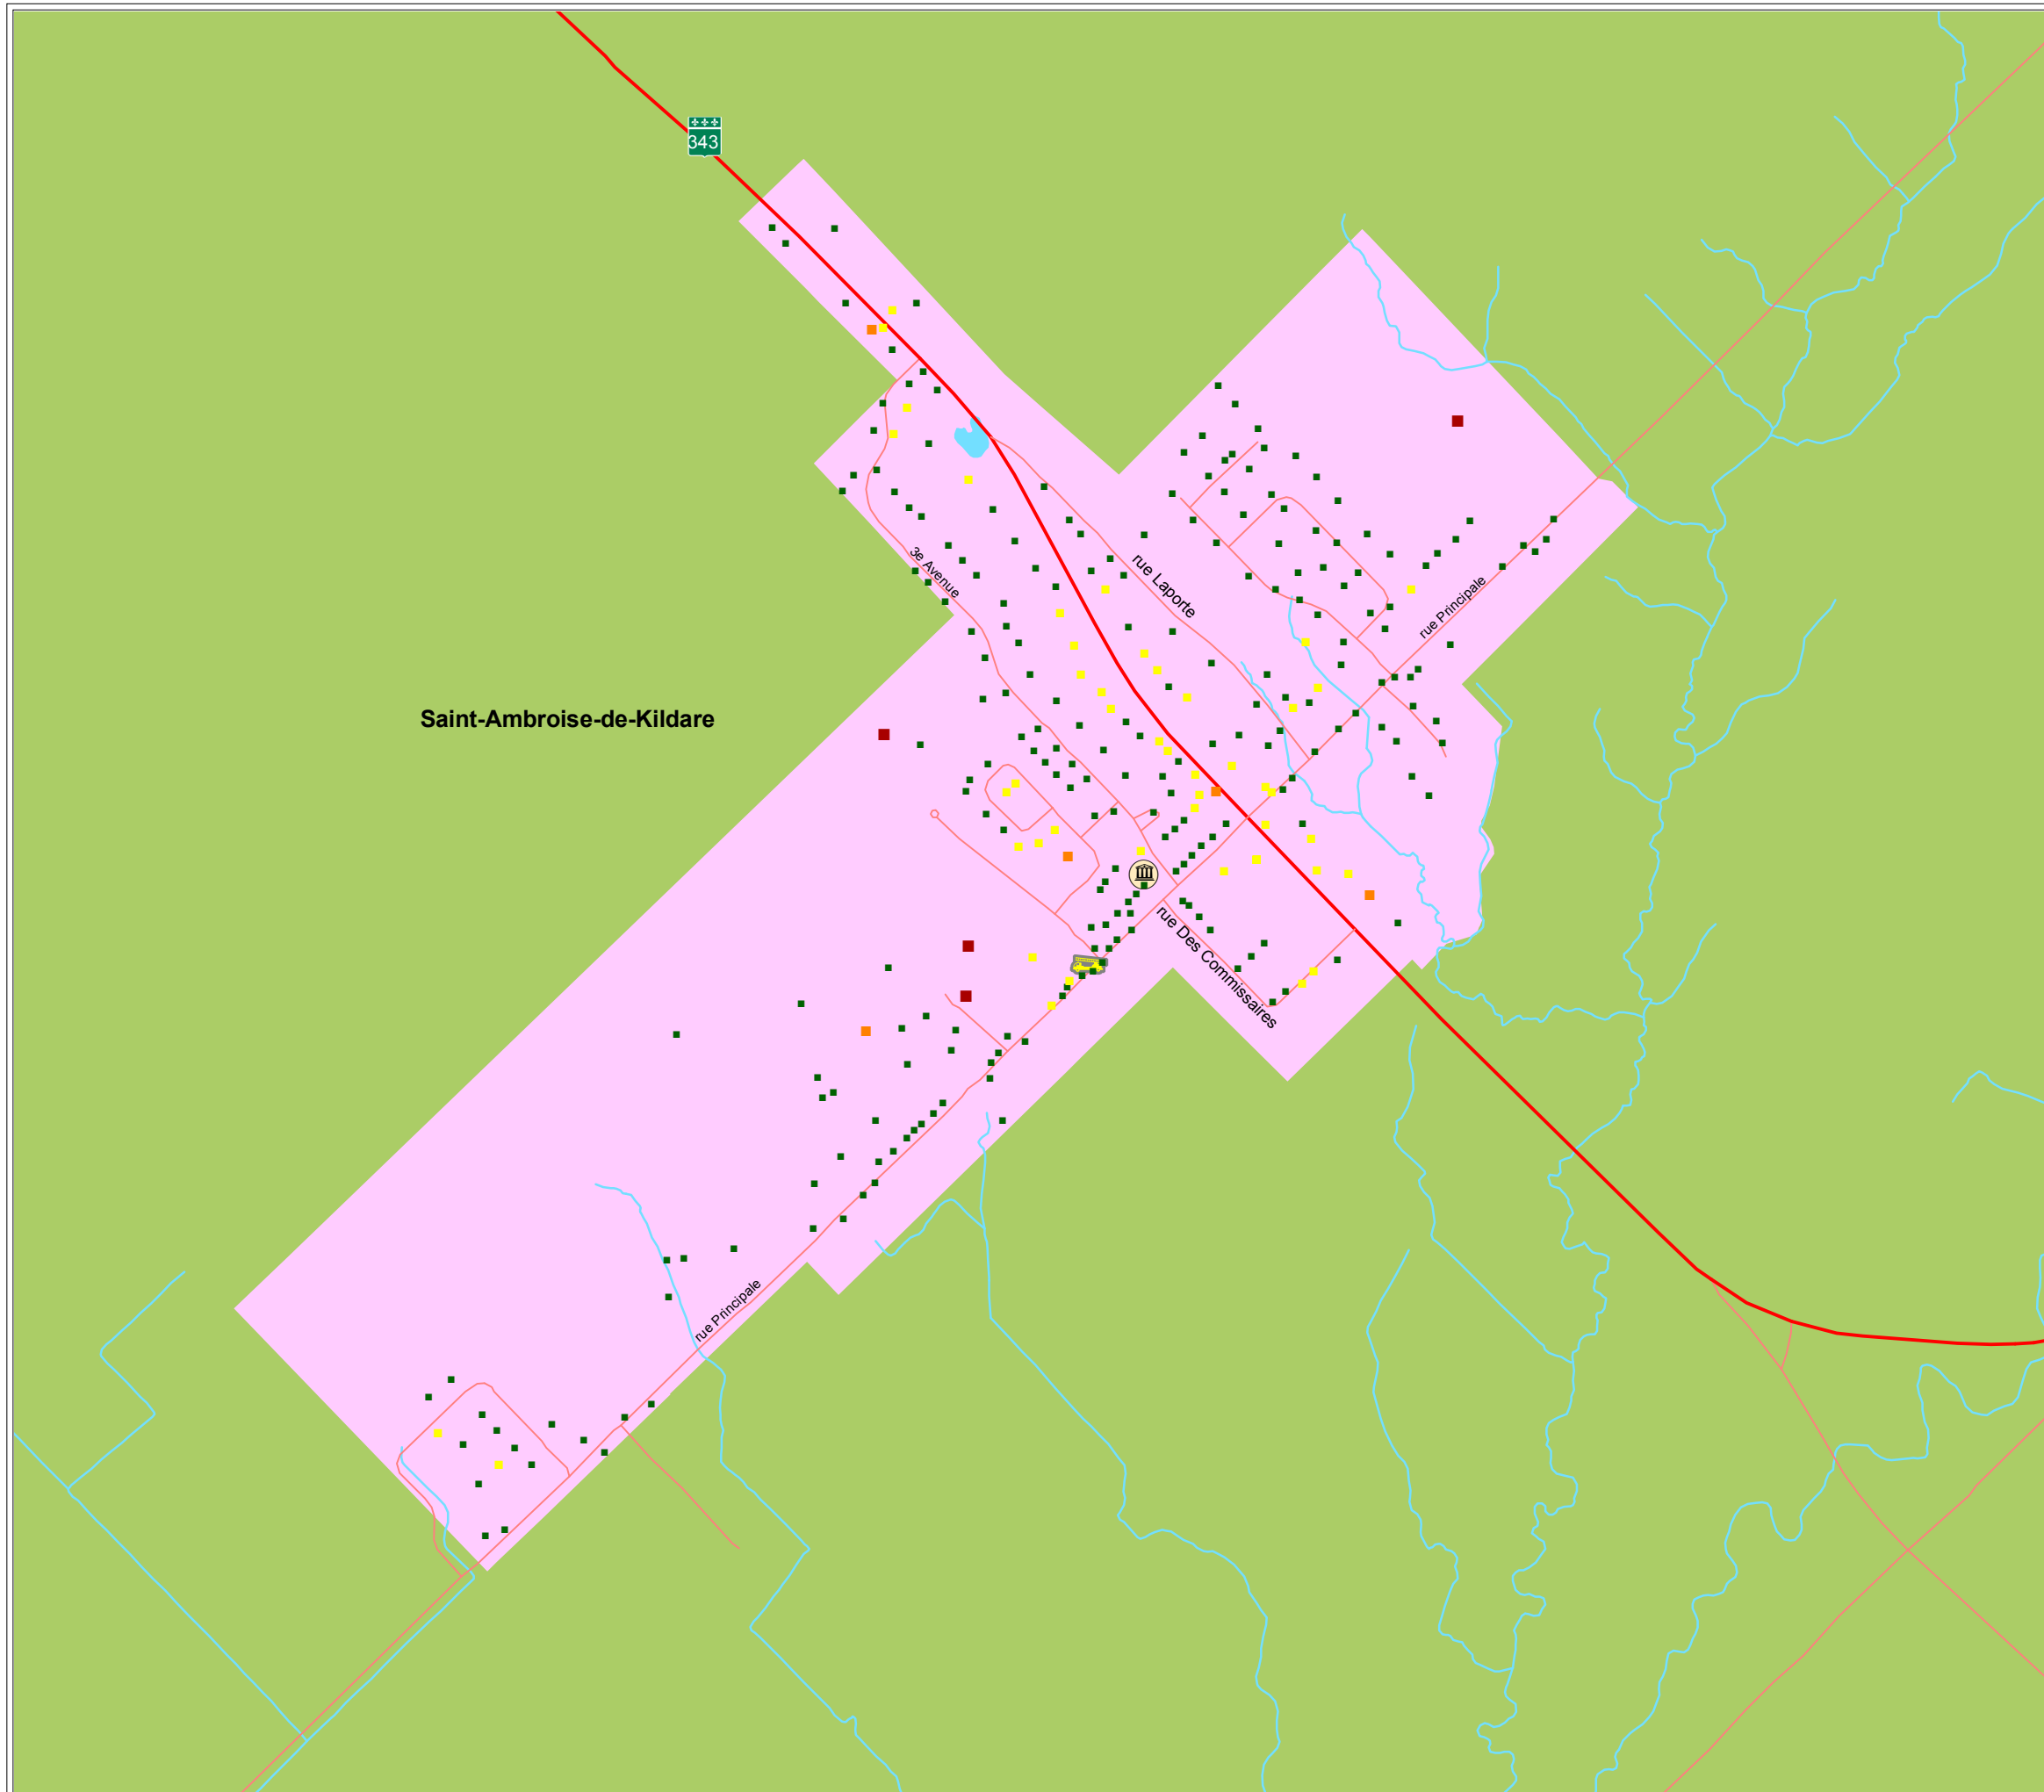 343
3e Avenue
rue Laporte
rue Principale
Saint-Ambroise-de-Kildare
rue Des Commissaires
rue Principale